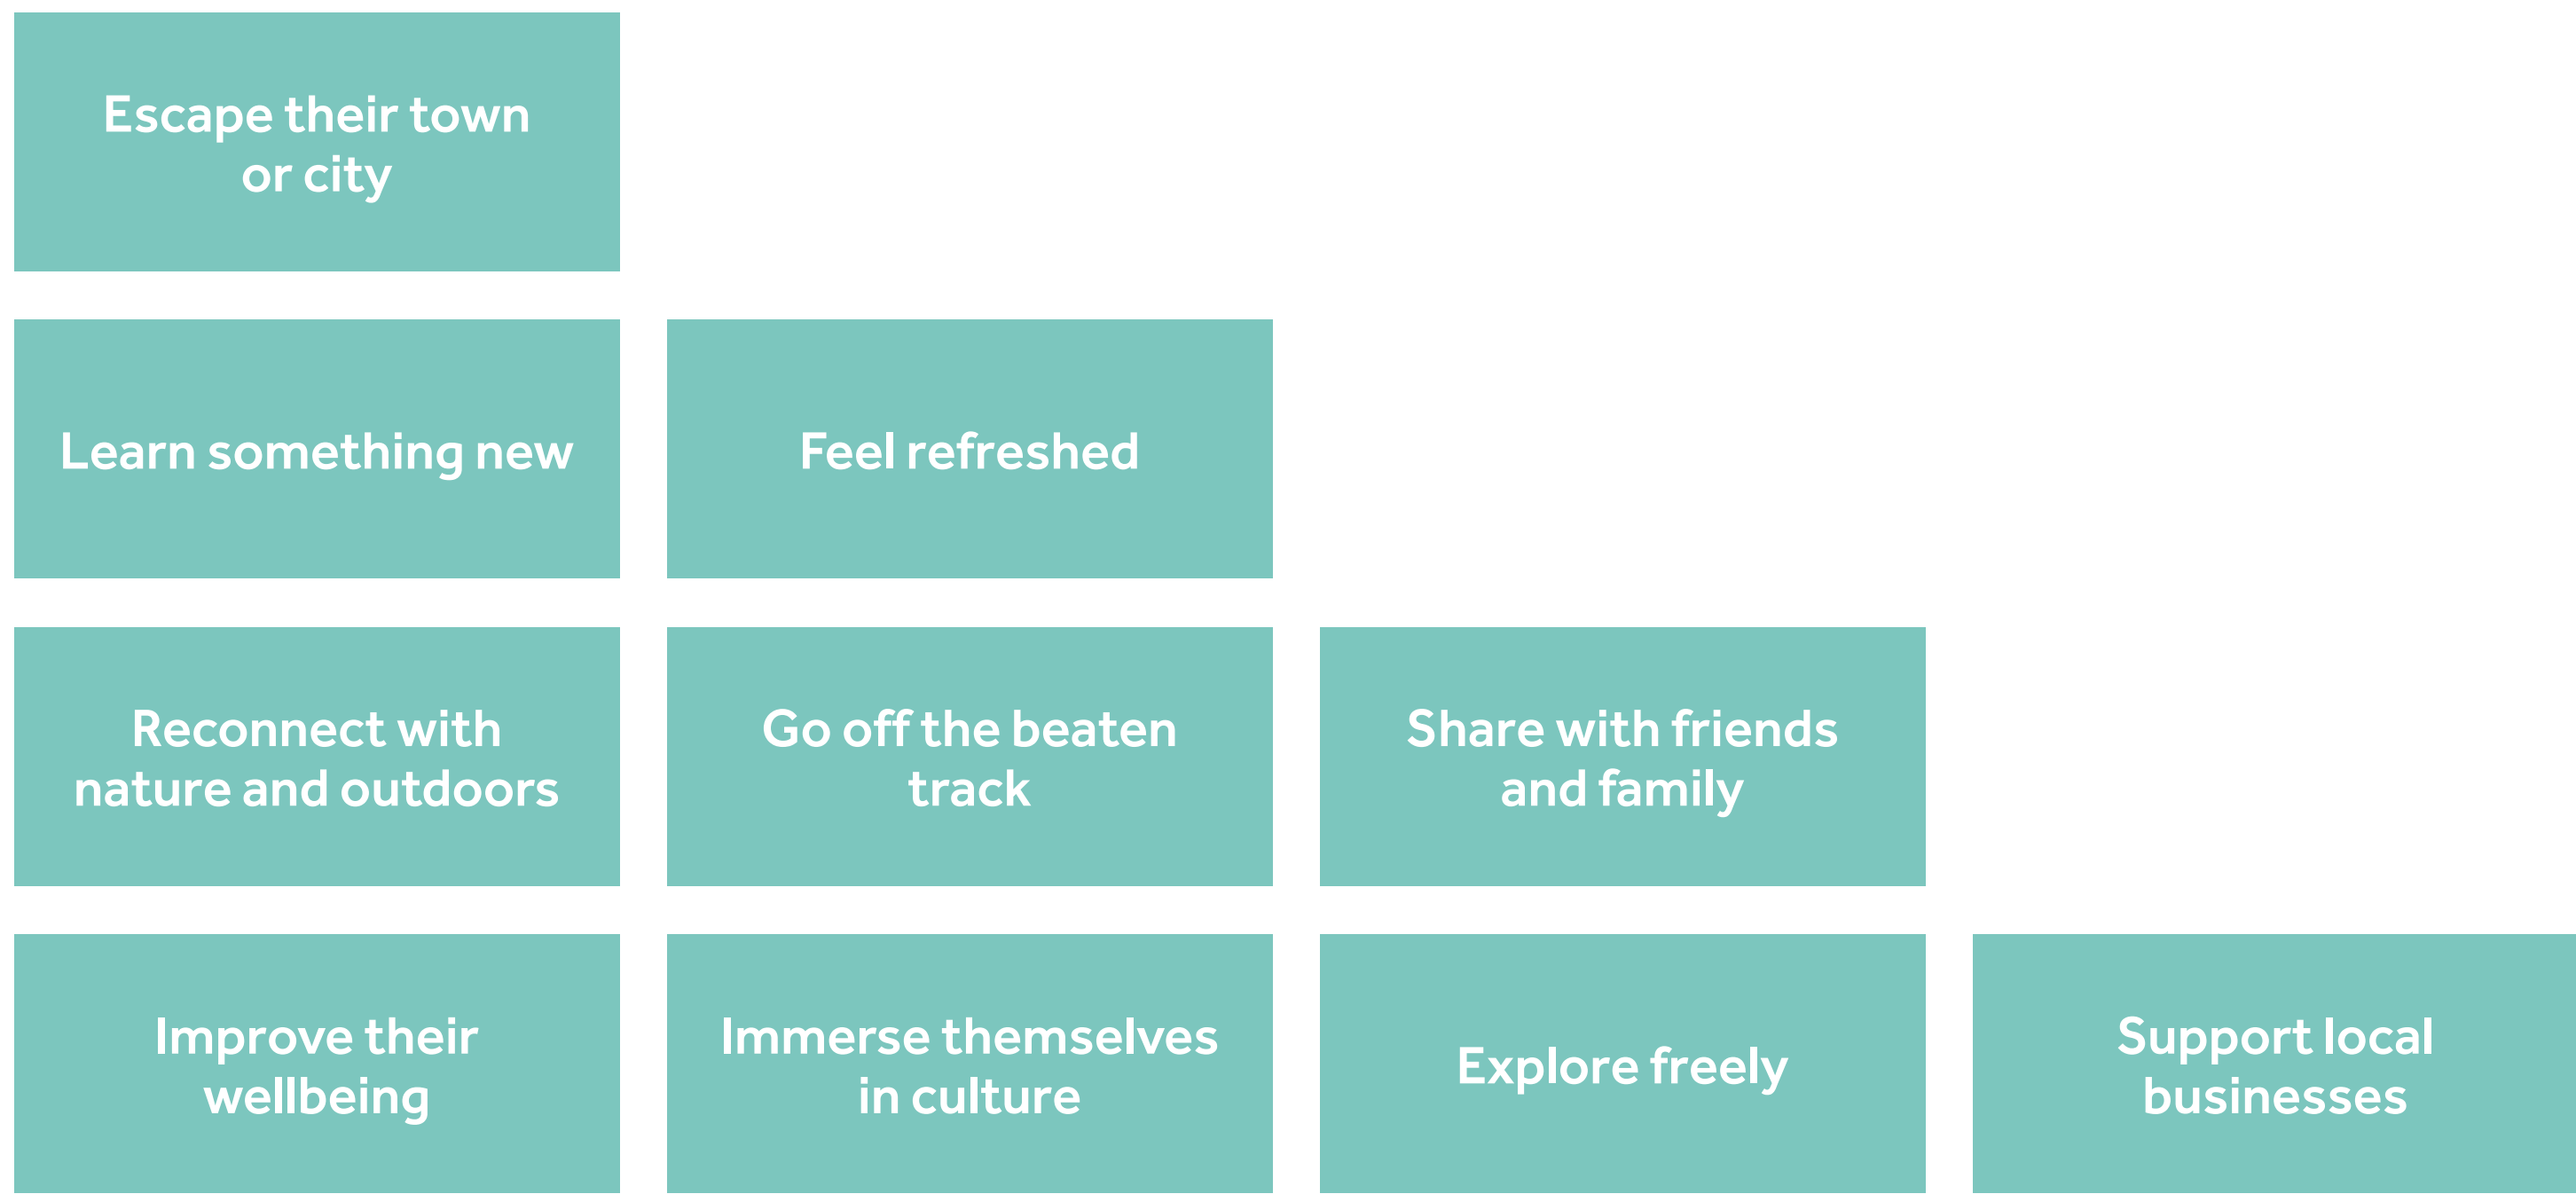 Escape their town
or city
Learn something new
Feel refreshed
Reconnect with
nature and outdoors
Go off the beaten
track
Share with friends
and family
Improve their
wellbeing
Immerse themselves
in culture
Explore freely
Support local
businesses